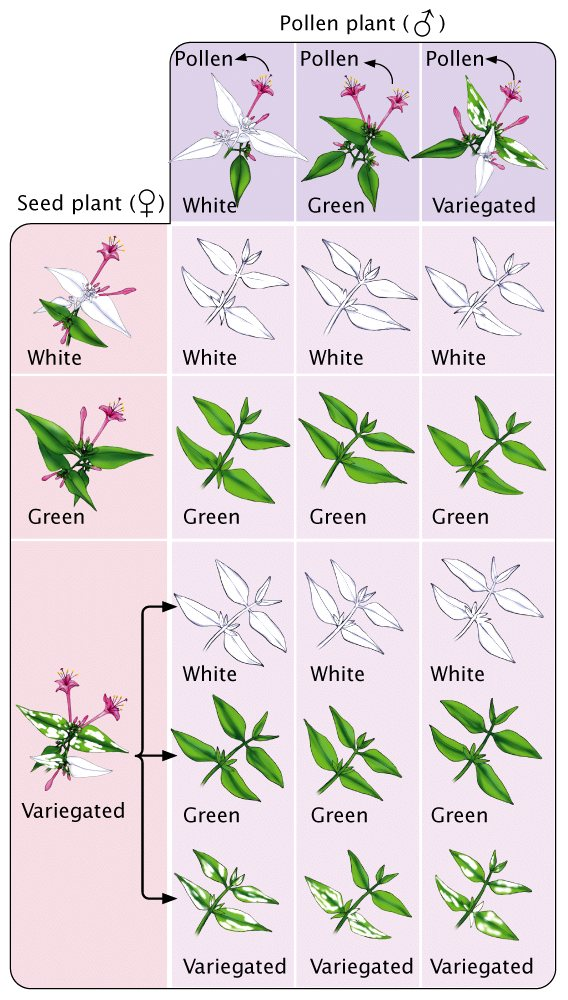 Pollen plant (♂)
Pollen Pollen Pollen
White Green Variegated
Seed plant (♀)
White White White White
Green Green Green Green
White White White
Variegated Green Green Green
Variegated Variegated Variegated